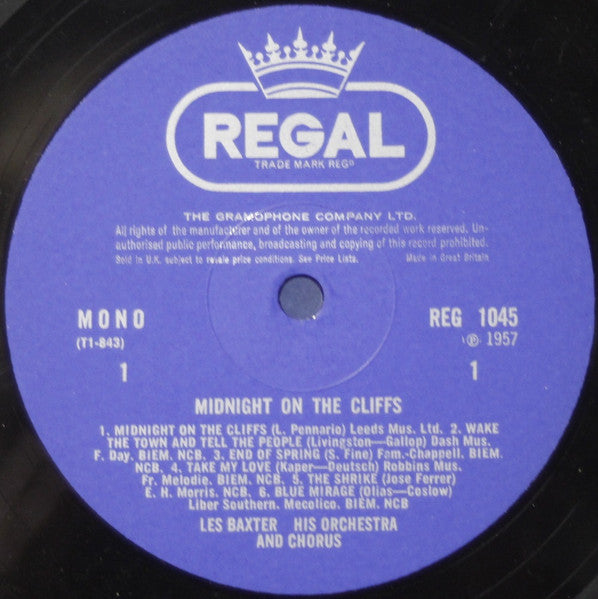 REGAL
TRADE MARK REGD
THE GRAMOPHONE COMPANY LTD.
All rights of the manufacturer and of the owner of the recorded work reserved. Un-
authorised public performance, broadcasting and copying of this record prohibited.
Sold in U.K. subject to resale price conditions. See Price Lists. Made in Great Britain
MONO REG 1045
(T1-843) ℗ 1957
1 1
MIDNIGHT ON THE CLIFFS
1. MIDNIGHT ON THE CLIFFS (L. Pennario) Leeds Mus. Ltd. 2. WAKE
THE TOWN AND TELL THE PEOPLE (Livingston—Gallop) Dash Mus.
F. Day. BIEM. NCB. 3. END OF SPRING (S. Fine) Fam.-Chappell. BIEM.
NCB. 4. TAKE MY LOVE (Kaper—Deutsch) Robbins Mus.
Fr. Melodie. BIEM. NCB. 5. THE SHRIKE (Jose Ferrer)
E. H. Morris. NCB. 6. BLUE MIRAGE (Olias—Coslow)
Liber Southern. Mecolico. BIEM. NCB
LES BAXTER HIS ORCHESTRA
AND CHORUS